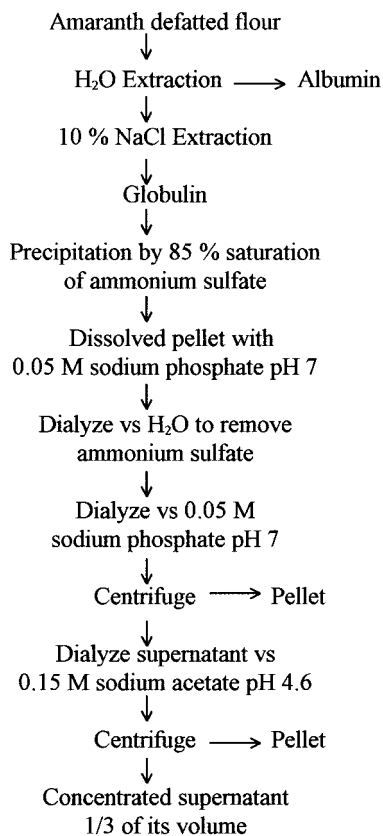 Amaranth defatted flour
H₂O Extraction → Albumin
10 % NaCl Extraction
Globulin
Precipitation by 85 % saturation
of ammonium sulfate
Dissolved pellet with
0.05 M sodium phosphate pH 7
Dialyze vs H₂O to remove
ammonium sulfate
Dialyze vs 0.05 M
sodium phosphate pH 7
Centrifuge → Pellet
Dialyze supernatant vs
0.15 M sodium acetate pH 4.6
Centrifuge → Pellet
Concentrated supernatant
1/3 of its volume